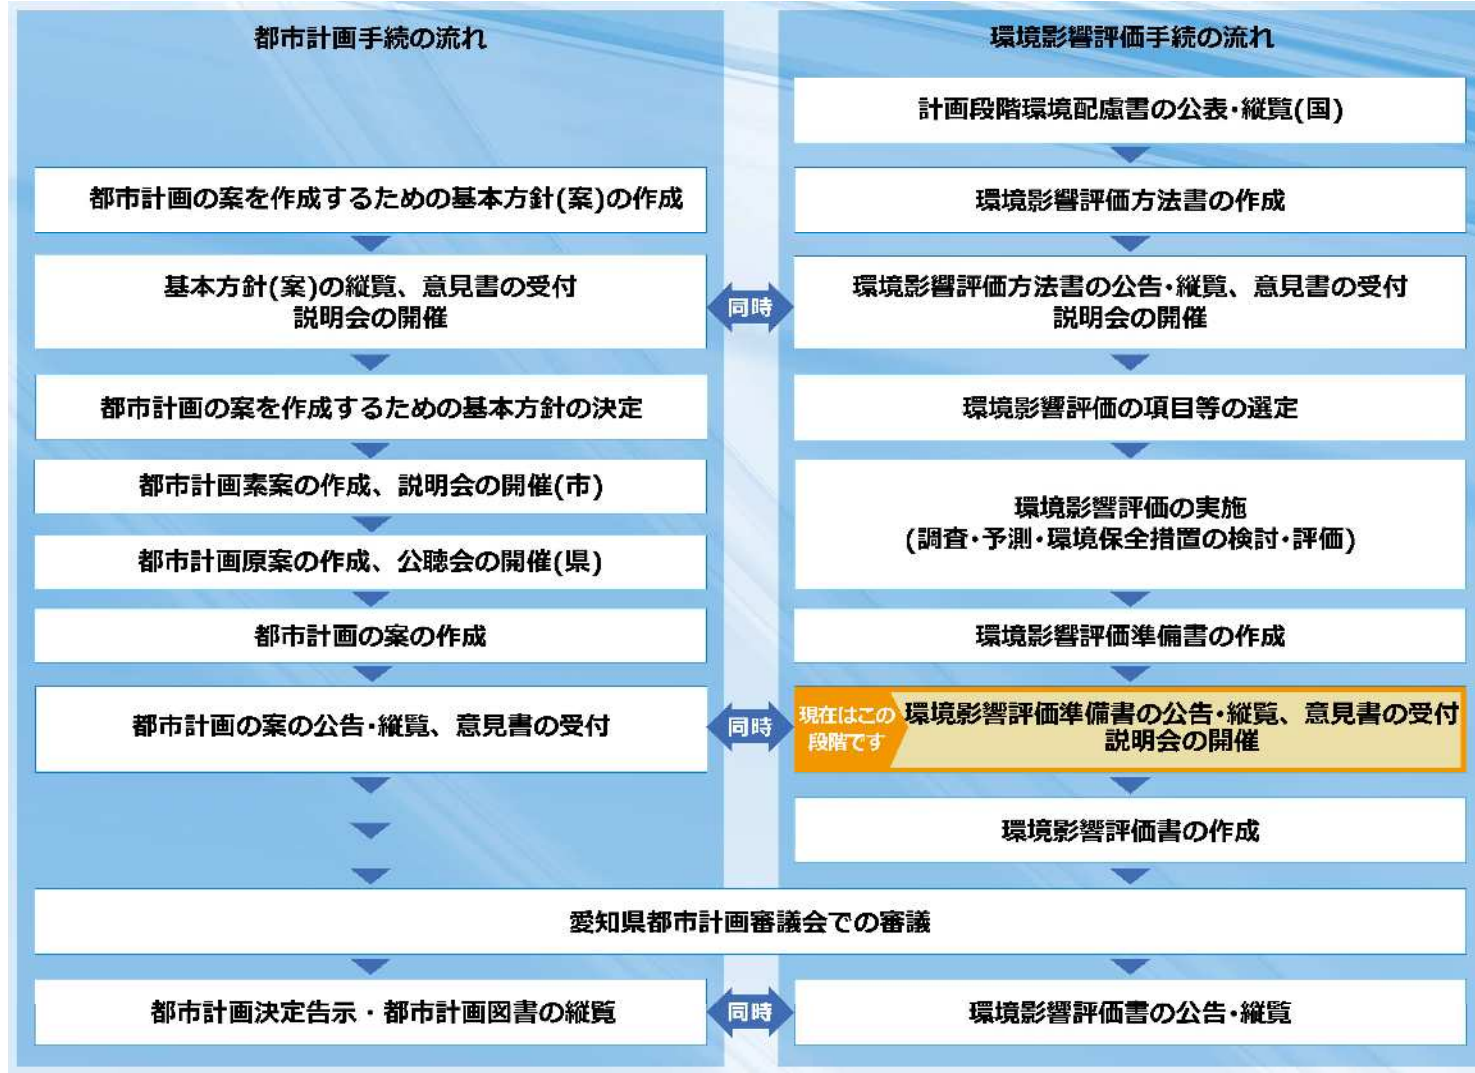 都市計画手続の流れ
都市計画の案を作成するための基本方針(案)の作成
基本方針(案)の縦覧、意見書の受付
説明会の開催
都市計画の案を作成するための基本方針の決定
都市計画素案の作成、説明会の開催(市)
都市計画原案の作成、公聴会の開催(県)
都市計画の案の作成
都市計画の案の公告･縦覧、意見書の受付
同時
同時
環境影響評価手続の流れ
計画段階環境配慮書の公表･縦覧(国)
環境影響評価方法書の作成
環境影響評価方法書の公告･縦覧、意見書の受付
説明会の開催
環境影響評価の項目等の選定
環境影響評価の実施
(調査･予測･環境保全措置の検討･評価)
環境影響評価準備書の作成
現在はこの
段階です
環境影響評価準備書の公告･縦覧、意見書の受付
説明会の開催
環境影響評価書の作成
愛知県都市計画審議会での審議
都市計画決定告示・都市計画図書の縦覧
同時
環境影響評価書の公告･縦覧